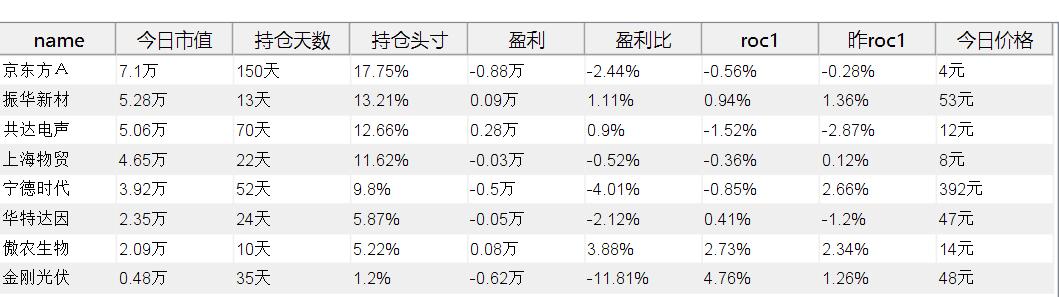 name 今日市值 持仓天数 持仓头寸 盈利 盈利比 roc1 昨roc1 今日价格
京东方Ａ 7.1万 150天 17.75% -0.88万 -2.44% -0.56% -0.28% 4元
振华新材 5.28万 13天 13.21% 0.09万 1.11% 0.94% 1.36% 53元
共达电声 5.06万 70天 12.66% 0.28万 0.9% -1.52% -2.87% 12元
上海物贸 4.65万 22天 11.62% -0.03万 -0.52% -0.36% 0.12% 8元
宁德时代 3.92万 52天 9.8% -0.5万 -4.01% -0.85% 2.66% 392元
华特达因 2.35万 24天 5.87% -0.05万 -2.12% 0.41% -1.2% 47元
傲农生物 2.09万 10天 5.22% 0.08万 3.88% 2.73% 2.34% 14元
金刚光伏 0.48万 35天 1.2% -0.62万 -11.81% 4.76% 1.26% 48元